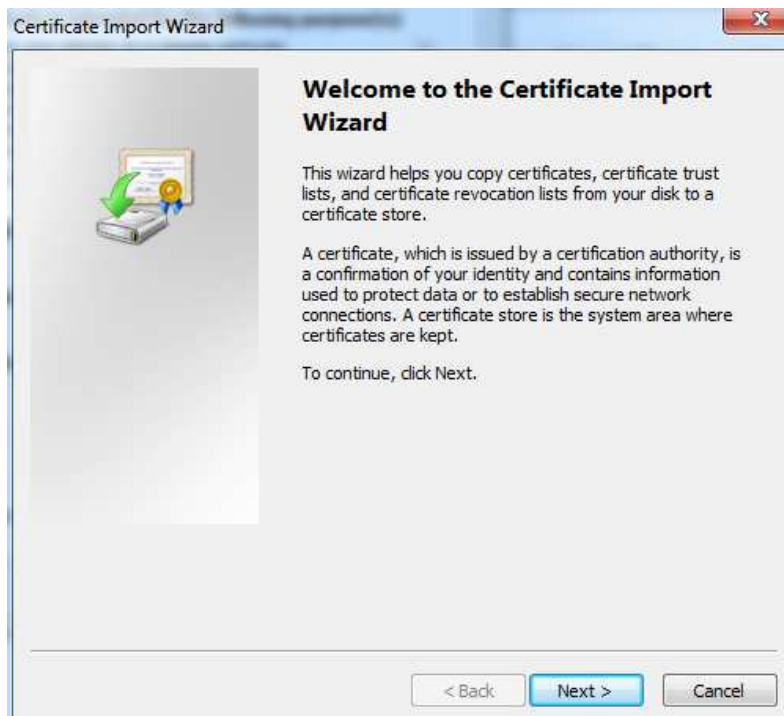 Certificate Import Wizard
Welcome to the Certificate Import
Wizard
This wizard helps you copy certificates, certificate trust
lists, and certificate revocation lists from your disk to a
certificate store.
A certificate, which is issued by a certification authority, is
a confirmation of your identity and contains information
used to protect data or to establish secure network
connections. A certificate store is the system area where
certificates are kept.
To continue, click Next.
< Back
Next >
Cancel